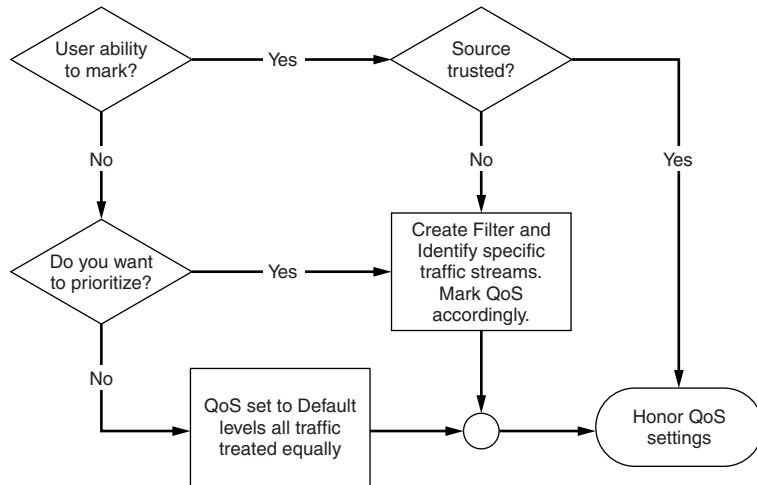 User ability
to mark?
Yes
Source
trusted?
No
No
Yes
Do you want
to prioritize?
Yes
Create Filter and
Identify specific
traffic streams.
Mark QoS
accordingly.
No
QoS set to Default
levels all traffic
treated equally
Honor QoS
settings